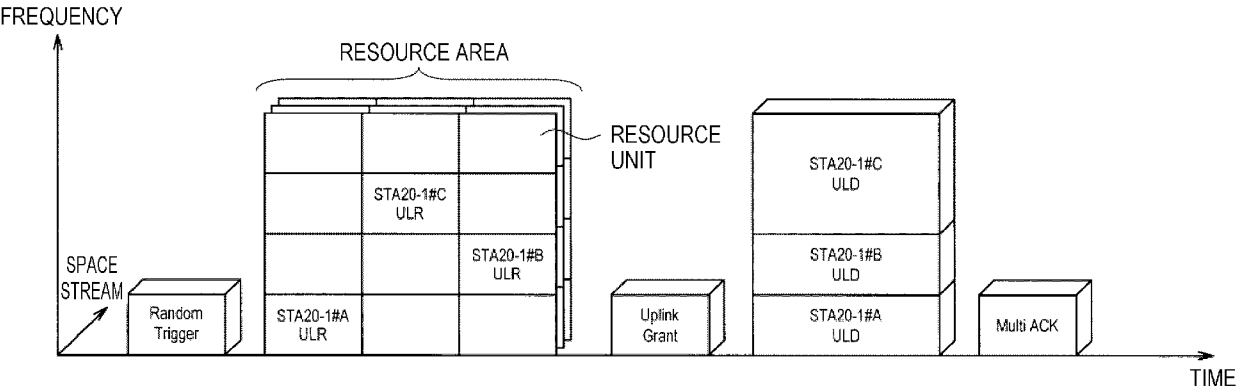 FREQUENCY
RESOURCE AREA
RESOURCE
UNIT
STA20-1#C
ULR
STA20-1#B
ULR
STA20-1#A
ULR
SPACE
STREAM
Random
Trigger
Uplink
Grant
STA20-1#C
ULD
STA20-1#B
ULD
STA20-1#A
ULD
Multi ACK
TIME